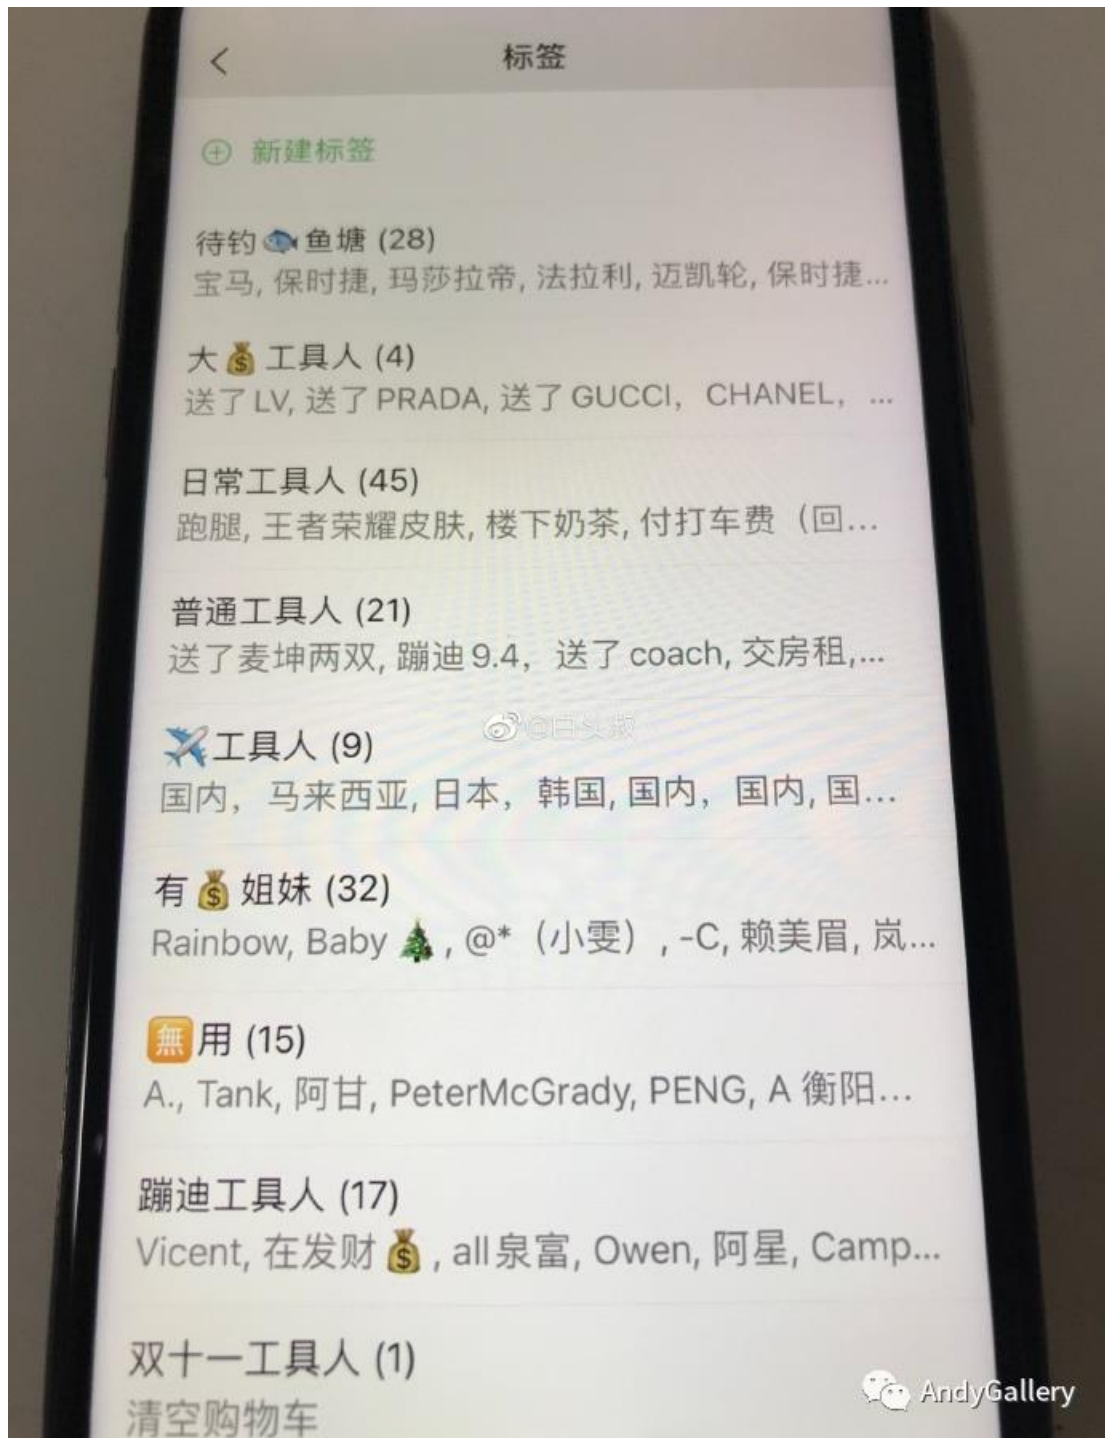 标签
新建标签
待钓🐟鱼塘 (28)
宝马, 保时捷, 玛莎拉帝, 法拉利, 迈凯轮, 保时捷...
大💰工具人 (4)
送了LV, 送了PRADA, 送了GUCCI，CHANEL，...
日常工具人 (45)
跑腿, 王者荣耀皮肤, 楼下奶茶, 付打车费（回...
普通工具人 (21)
送了麦坤两双, 蹦迪9.4，送了coach, 交房租,...
✈️工具人 (9)
国内，马来西亚, 日本，韩国, 国内，国内, 国...
@白头叔
有💰姐妹 (32)
Rainbow, Baby🎄, @*（小雯）, -C, 赖美眉, 岚...
🈚用 (15)
A., Tank, 阿甘, PeterMcGrady, PENG, A 衡阳...
蹦迪工具人 (17)
Vicent, 在发财💰, all泉富, Owen, 阿星, Camp...
双十一工具人 (1)
清空购物车
AndyGallery